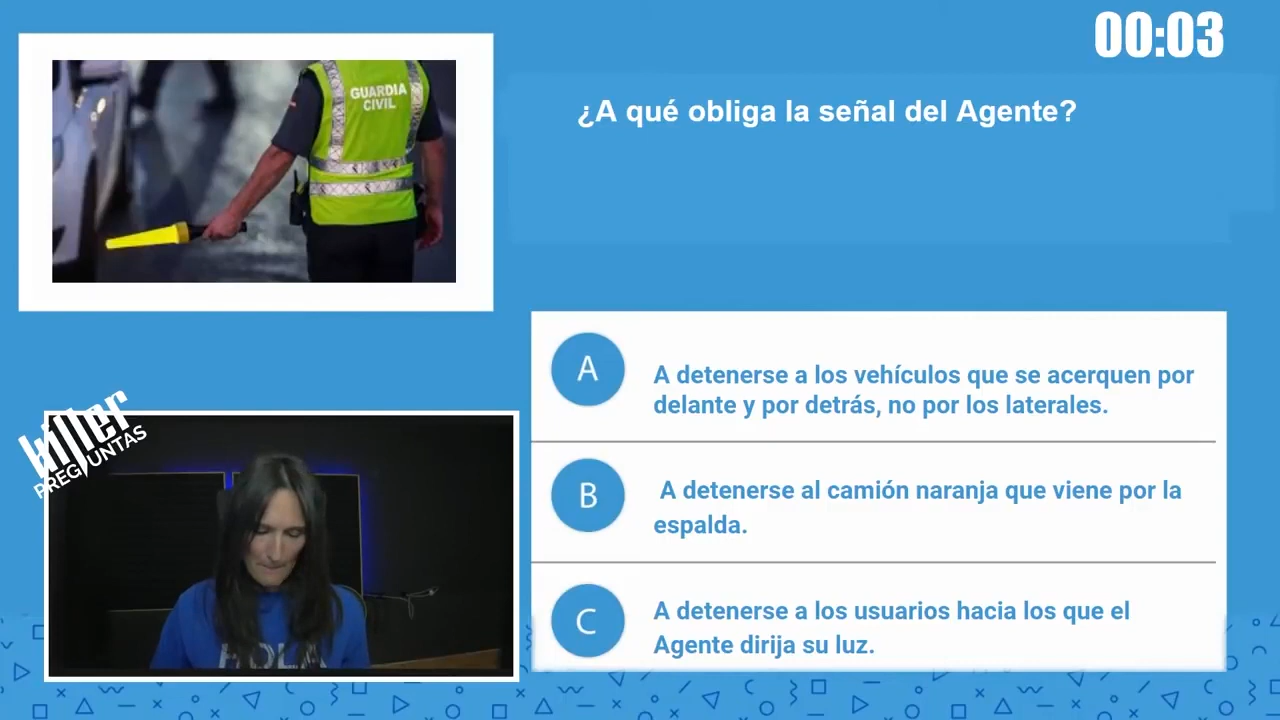 00:03
GUARDIA
CIVIL
¿A qué obliga la señal del Agente?
A
A detenerse a los vehículos que se acerquen por
delante y por detrás, no por los laterales.
B
A detenerse al camión naranja que viene por la
espalda.
C
A detenerse a los usuarios hacia los que el
Agente dirija su luz.
killer
PREGUNTAS